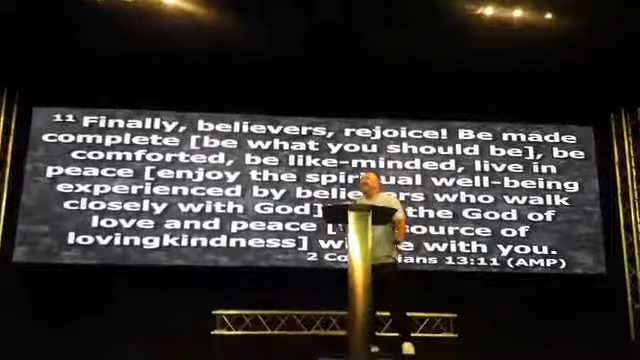 11 Finally, believers, rejoice! Be made
complete [be what you should be], be
comforted, be like-minded, live in
peace [enjoy the spiritual well-being
experienced by believers who walk
closely with God] the God of
love and peace [ source of
lovingkindness] w with you.
2 Co ians 13:11 (AMP)